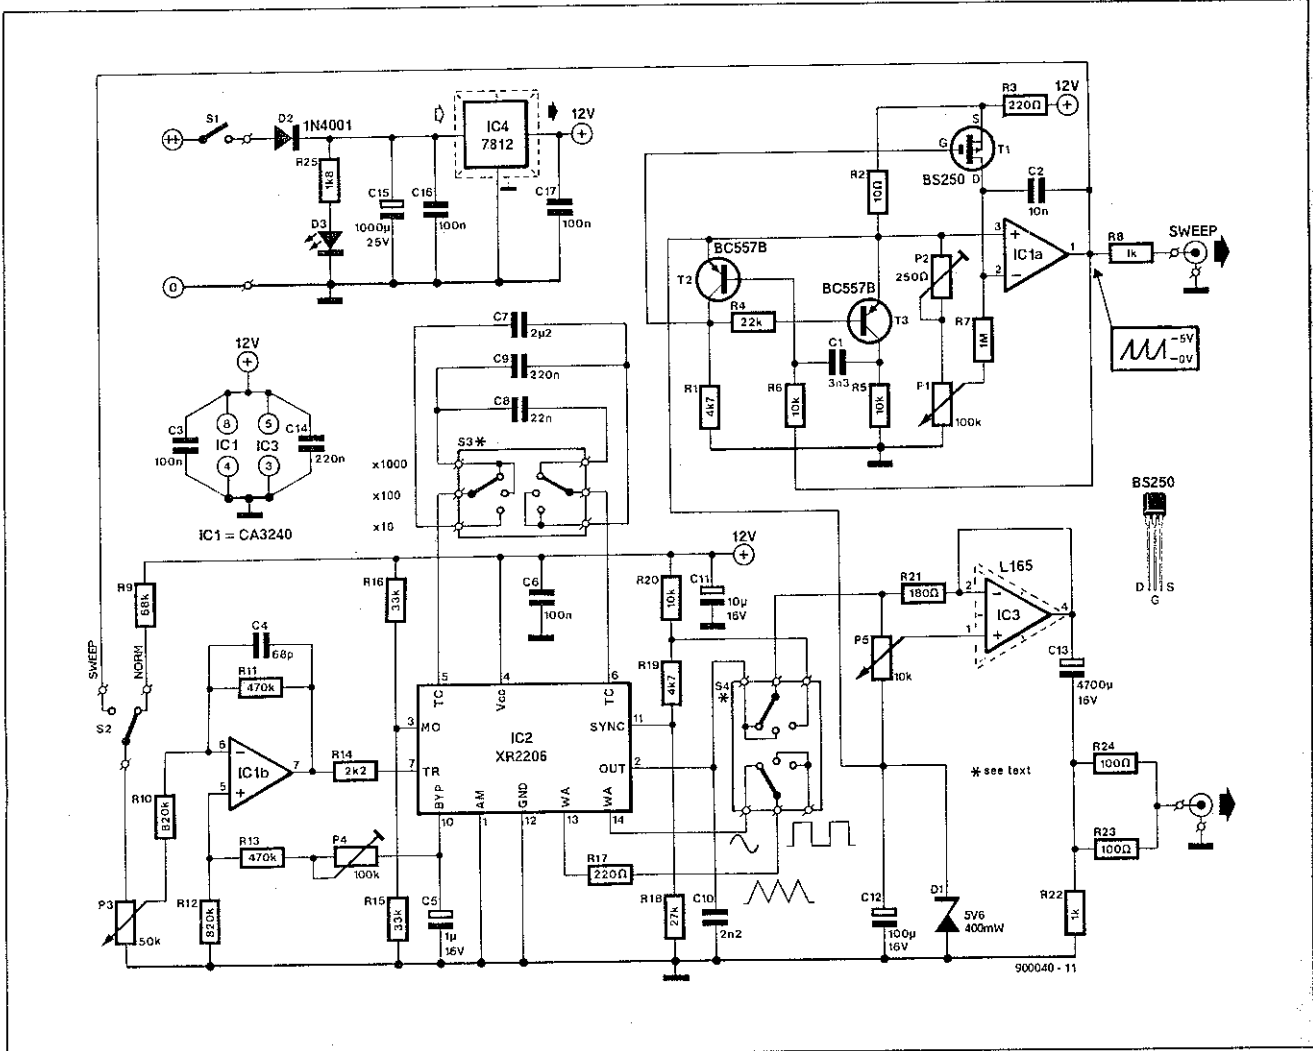 S1
D2
1N4001
R25
1k8
D3
C15
1000µ
25V
C16
100n
IC4
7812
12V
C17
100n
0
12V
C3
100n
8
IC1
4
5
IC3
3
C14
220n
IC1 = CA3240
R3
220Ω
12V
S
G
T1
BS250
D
R2
10Ω
C2
10n
3
+
IC1a
1
2
−
R8
1k
SWEEP
−5V
−0V
BC557B
T2
R4
22k
BC557B
T3
P2
250Ω
R7
1M
C1
3n3
R1
4k7
R6
10k
R5
10k
P1
100k
C7
2µ2
C9
220n
C8
22n
S3*
x1000
x100
x10
BS250
D
G
S
12V
R9
68k
SWEEP
NORM
S2
C4
68p
R11
470k
6
−
IC1b
7
5
+
R14
2k2
R10
820k
R13
470k
P4
100k
P3
50k
R12
820k
R16
33k
R15
33k
C5
1µ
16V
C6
100n
5
TC
4
Vcc
6
TC
3
MO
IC2
XR2206
SYNC
11
7
TR
OUT
2
BYP
AM
GND
WA
WA
10
1
12
13
14
R17
220Ω
R20
10k
C11
10µ
16V
R19
4k7
S4
*
R18
27k
C10
2n2
R21
180Ω
L165
2
−
IC3
4
1
+
P5
10k
C13
4700µ
16V
* see text
R24
100Ω
R23
100Ω
R22
1k
C12
100µ
16V
D1
5V6
400mW
900040 - 11